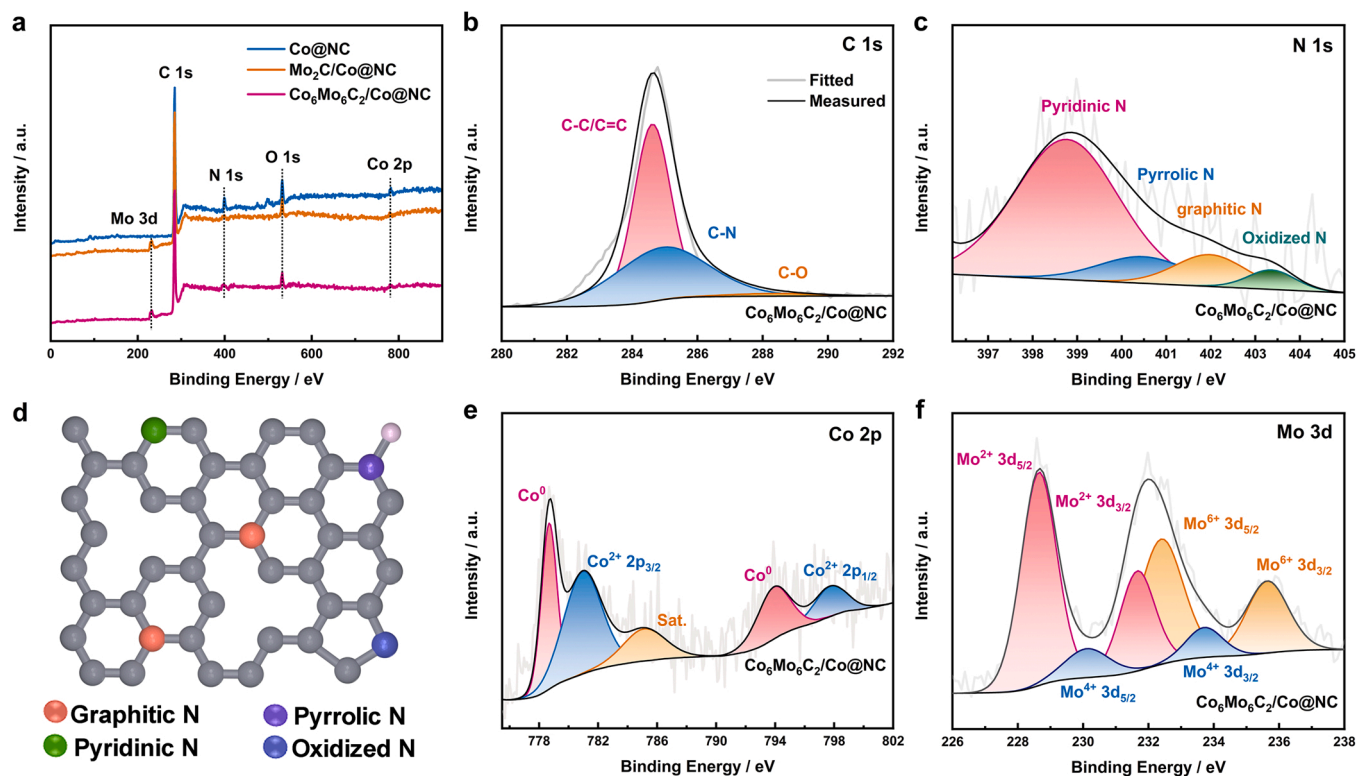 a
Co@NC
Mo₂C/Co@NC
Co₆Mo₆C₂/Co@NC
C 1s
N 1s
O 1s
Co 2p
Mo 3d
Intensity / a.u.
0 200 400 600 800
Binding Energy / eV
b
C 1s
Fitted
Measured
C-C/C=C
C-N
C-O
Co₆Mo₆C₂/Co@NC
Intensity / a.u.
280 282 284 286 288 290 292
Binding Energy / eV
c
N 1s
Pyridinic N
Pyrrolic N
graphitic N
Oxidized N
Co₆Mo₆C₂/Co@NC
Intensity / a.u.
397 398 399 400 401 402 403 404 405
Binding Energy / eV
d
Graphitic N
Pyrrolic N
Pyridinic N
Oxidized N
e
Co 2p
Co⁰
Co²⁺ 2p₃/₂
Sat.
Co⁰
Co²⁺ 2p₁/₂
Co₆Mo₆C₂/Co@NC
Intensity / a.u.
778 782 786 790 794 798 802
Binding Energy / eV
f
Mo 3d
Mo²⁺ 3d₅/₂
Mo²⁺ 3d₃/₂
Mo⁶⁺ 3d₅/₂
Mo⁶⁺ 3d₃/₂
Mo⁴⁺ 3d₅/₂
Mo⁴⁺ 3d₃/₂
Co₆Mo₆C₂/Co@NC
Intensity / a.u.
226 228 230 232 234 236 238
Binding Energy / eV